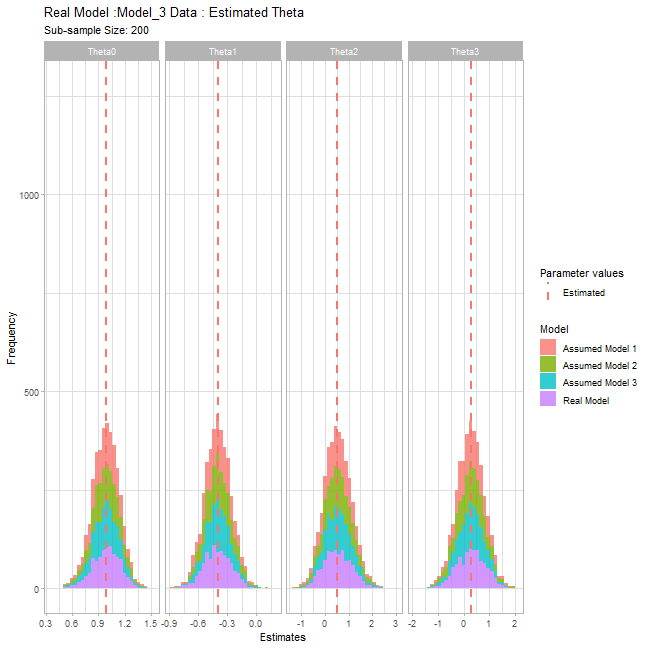 Real Model :Model_3 Data : Estimated Theta
Sub-sample Size: 200
Theta0 Theta1 Theta2 Theta3
1000
500
0
Frequency
0.3 0.6 0.9 1.2 1.5 -0.9 -0.6 -0.3 0.0 -1 0 1 2 3 -2 -1 0 1 2
Estimates
Parameter values
Estimated
Model
Assumed Model 1
Assumed Model 2
Assumed Model 3
Real Model